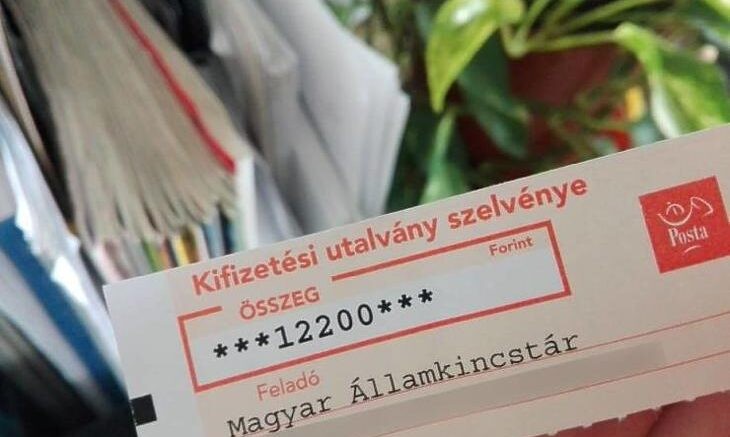 Kifizetési utalvány szelvénye
Posta
ÖSSZEG
Forint
***12200***
Feladó
Magyar Államkincstár